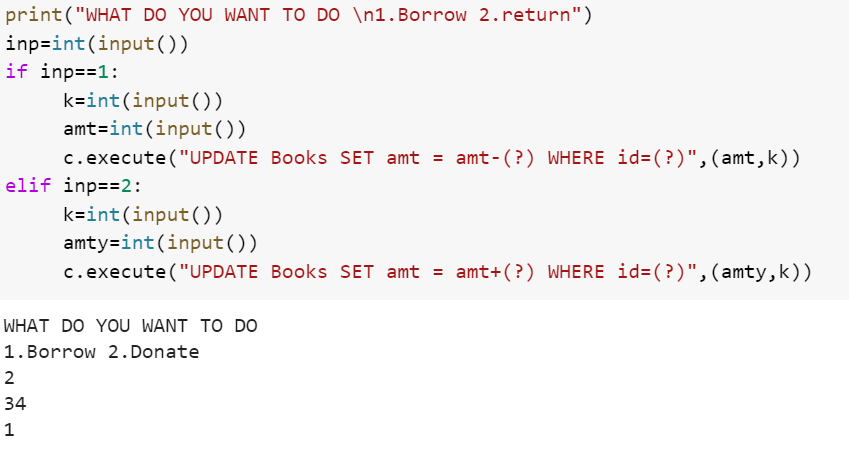 print("WHAT DO YOU WANT TO DO \n1.Borrow 2.return")
inp=int(input())
if inp==1:
     k=int(input())
     amt=int(input())
     c.execute("UPDATE Books SET amt = amt-(?) WHERE id=(?)",(amt,k))
elif inp==2:
     k=int(input())
     amty=int(input())
     c.execute("UPDATE Books SET amt = amt+(?) WHERE id=(?)",(amty,k))
WHAT DO YOU WANT TO DO
1.Borrow 2.Donate
2
34
1